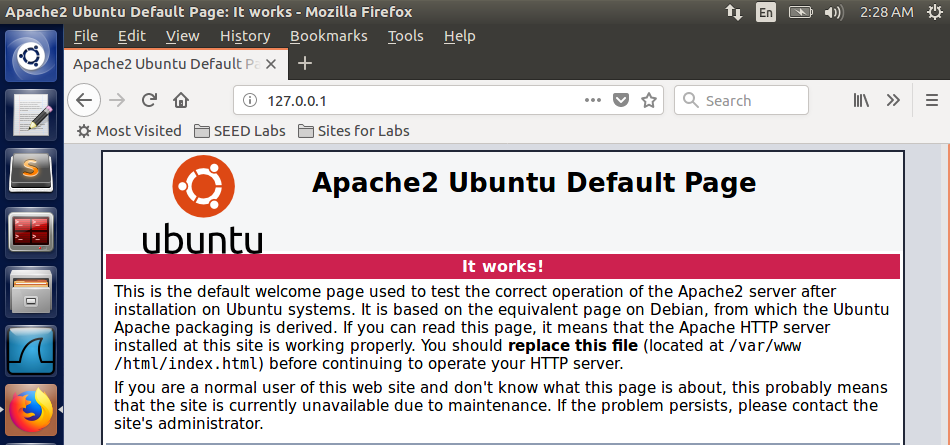 Apache2 Ubuntu Default Page: It works - Mozilla Firefox
En
2:28 AM
File Edit View History Bookmarks Tools Help
Apache2 Ubuntu Default Pa
127.0.0.1
Search
Most Visited SEED Labs Sites for Labs
ubuntu
Apache2 Ubuntu Default Page
It works!
This is the default welcome page used to test the correct operation of the Apache2 server after
installation on Ubuntu systems. It is based on the equivalent page on Debian, from which the Ubuntu
Apache packaging is derived. If you can read this page, it means that the Apache HTTP server
installed at this site is working properly. You should replace this file (located at /var/www
/html/index.html) before continuing to operate your HTTP server.
If you are a normal user of this web site and don't know what this page is about, this probably means
that the site is currently unavailable due to maintenance. If the problem persists, please contact the
site's administrator.